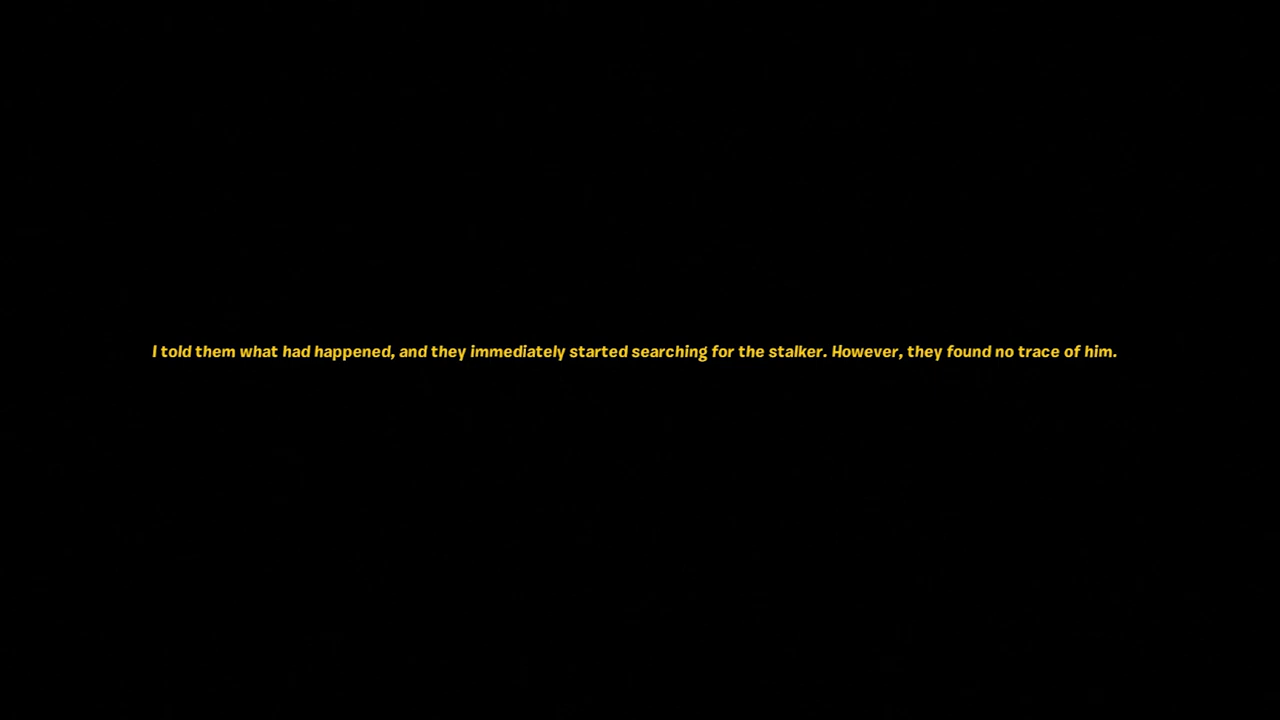 I told them what had happened, and they immediately started searching for the stalker. However, they found no trace of him.